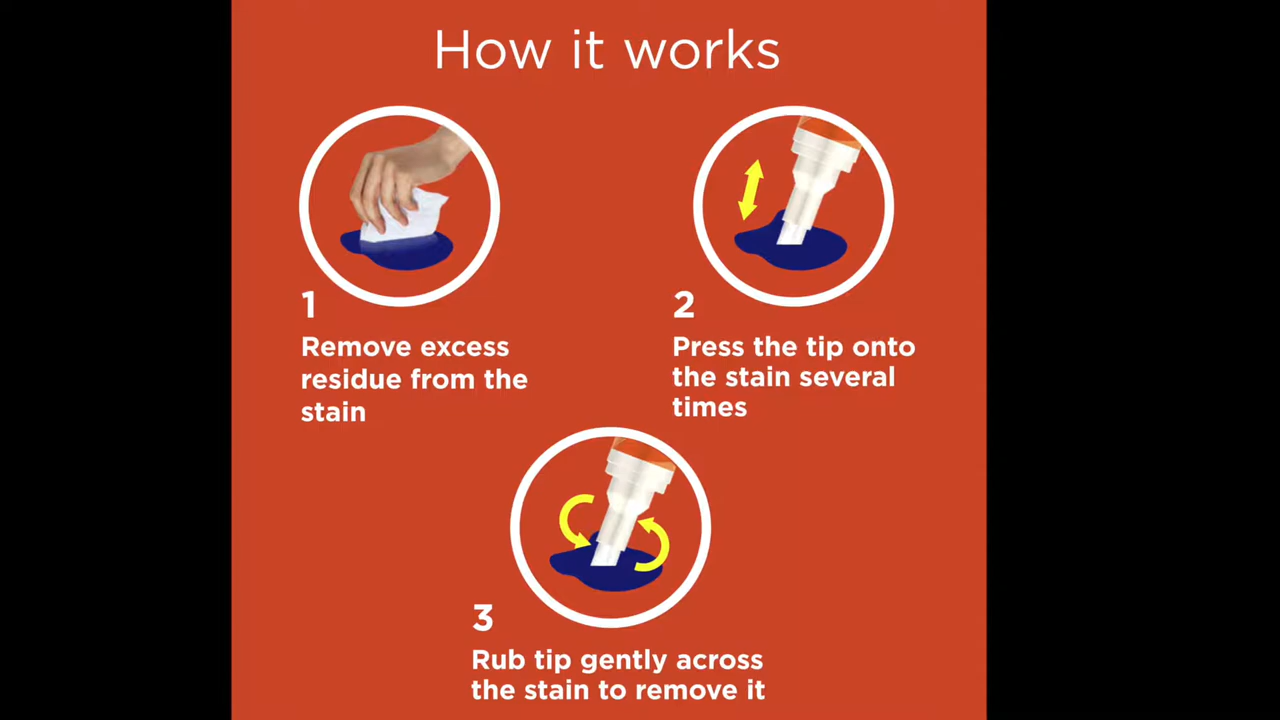 How it works
1
Remove excess
residue from the
stain
2
Press the tip onto
the stain several
times
3
Rub tip gently across
the stain to remove it